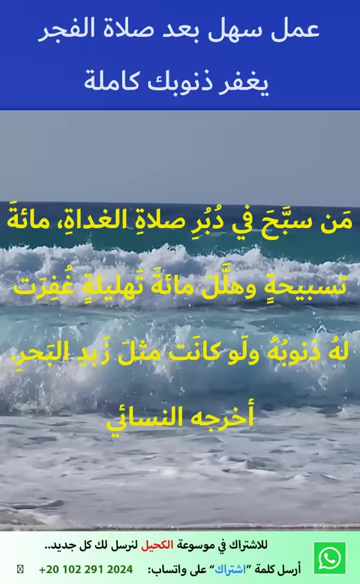 عمل سهل بعد صلاة الفجر
يغفر ذنوبك كاملة
مَن سبَّحَ في دُبُرِ صلاةِ الغداةِ، مائةَ
تسبيحةٍ وهلَّلَ مائةَ تَهليلةٍ غُفِرَت
لهُ ذنوبُهُ ولَو كانَت مثلَ زَبدِ البَحرِ.
أخرجه النسائي
للاشتراك في موسوعة الكحيل لنرسل لك كل جديد..
أرسل كلمة "اشتراك" على واتساب: +20 102 291 2024